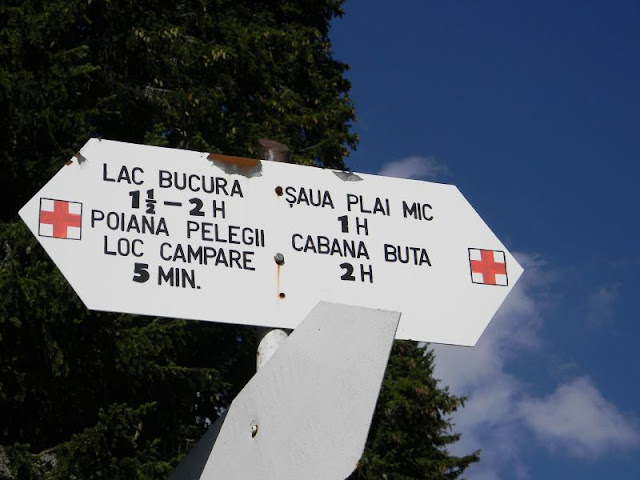 LAC BUCURA
1½ – 2 H
POIANA PELEGII
LOC CAMPARE
5 MIN.
ȘAUA PLAI MIC
1 H
CABANA BUTA
2 H